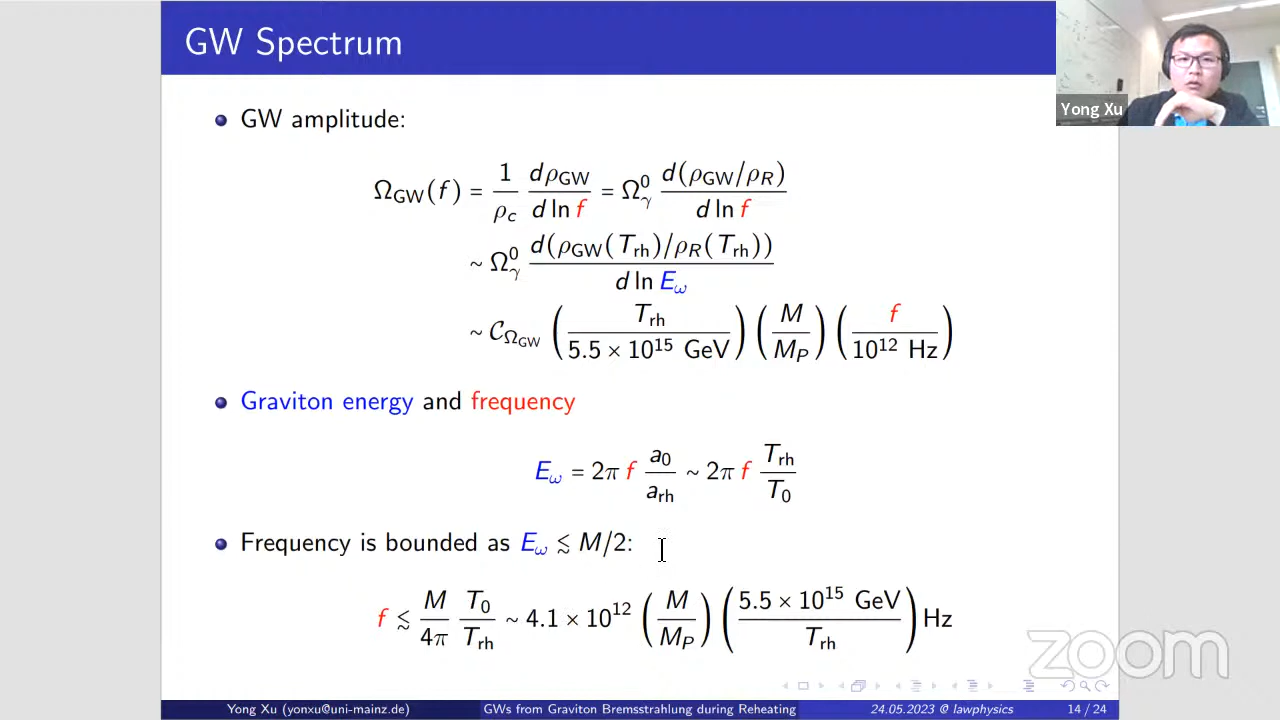 GW Spectrum
Yong Xu
• GW amplitude:
Ω_GW(f) = 1/ρ_c dρ_GW/d ln f = Ω_γ^0 d(ρ_GW/ρ_R)/d ln f
~ Ω_γ^0 d(ρ_GW(T_rh)/ρ_R(T_rh))/d ln E_ω
~ 𝒞_Ω_GW (T_rh/5.5 × 10^15 GeV) (M/M_P) (f/10^12 Hz)
• Graviton energy and frequency
E_ω = 2π f a_0/a_rh ~ 2π f T_rh/T_0
• Frequency is bounded as E_ω ≲ M/2:
f ≲ M/4π T_0/T_rh ~ 4.1 × 10^12 (M/M_P) (5.5 × 10^15 GeV/T_rh) Hz
zoom
Yong Xu (yonxu@uni-mainz.de) GWs from Graviton Bremsstrahlung during Reheating 24.05.2023 @ lawphysics 14 / 24